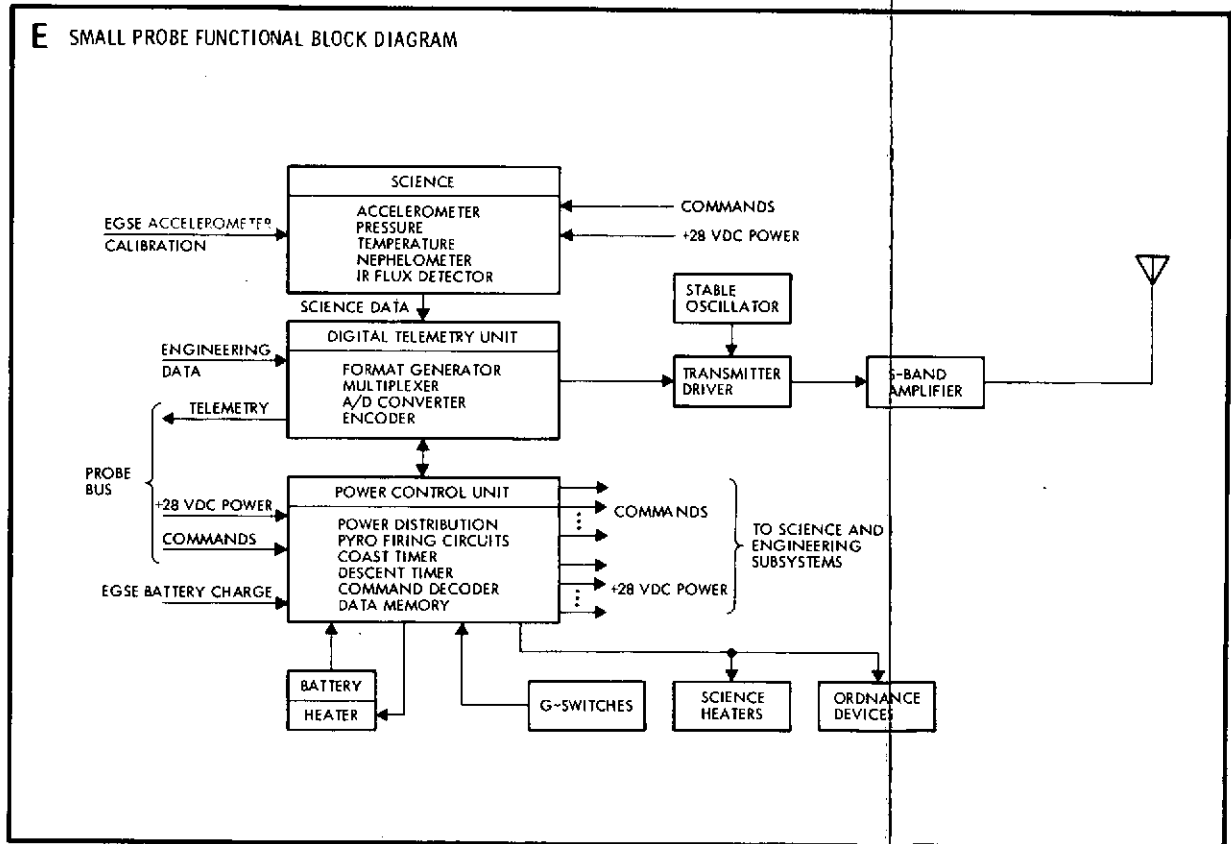 E SMALL PROBE FUNCTIONAL BLOCK DIAGRAM
SCIENCE
ACCELEROMETER
PRESSURE
TEMPERATURE
NEPHELOMETER
IR FLUX DETECTOR
EGSE ACCELEROMETER
CALIBRATION
COMMANDS
+28 VDC POWER
SCIENCE DATA
STABLE
OSCILLATOR
DIGITAL TELEMETRY UNIT
FORMAT GENERATOR
MULTIPLEXER
A/D CONVERTER
ENCODER
ENGINEERING
DATA
TELEMETRY
TRANSMITTER
DRIVER
S-BAND
AMPLIFIER
PROBE
BUS
+28 VDC POWER
COMMANDS
EGSE BATTERY CHARGE
POWER CONTROL UNIT
POWER DISTRIBUTION
PYRO FIRING CIRCUITS
COAST TIMER
DESCENT TIMER
COMMAND DECODER
DATA MEMORY
COMMANDS
+28 VDC POWER
TO SCIENCE AND
ENGINEERING
SUBSYSTEMS
BATTERY
HEATER
G-SWITCHES
SCIENCE
HEATERS
ORDNANCE
DEVICES